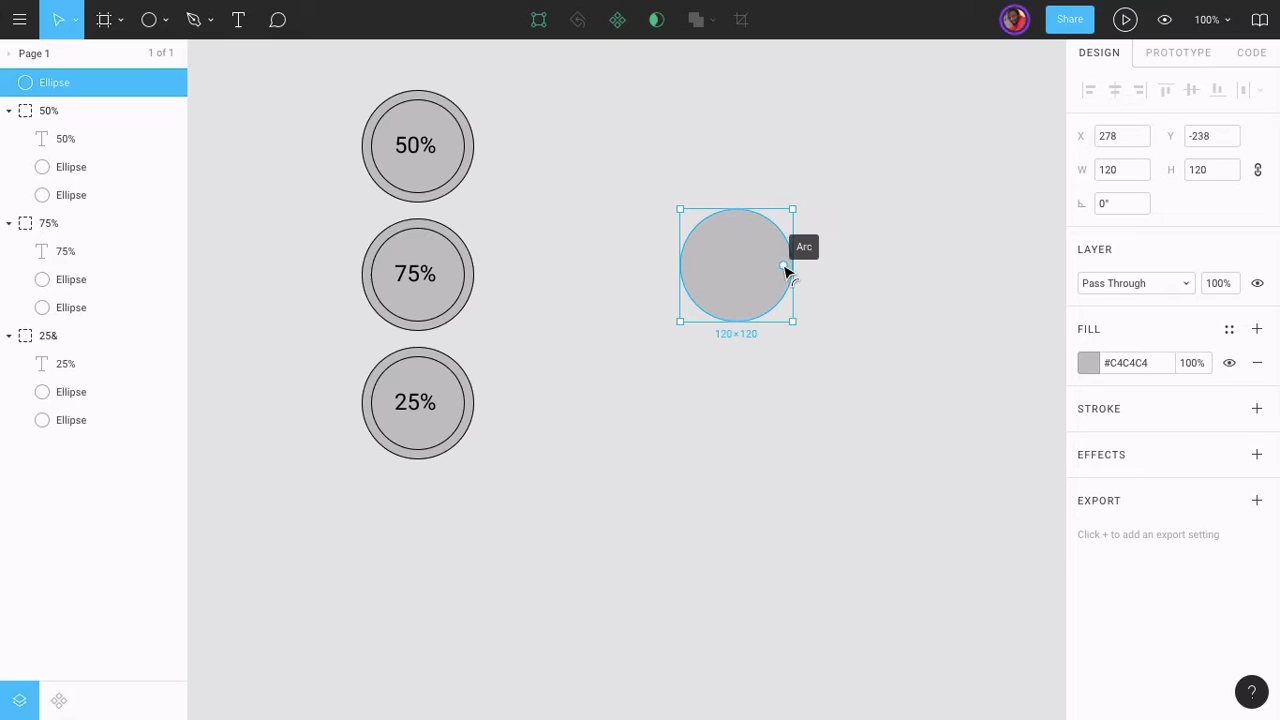 T
Share
100%
Page 1
1 of 1
DESIGN
PROTOTYPE
CODE
Ellipse
50%
T 50%
Ellipse
Ellipse
75%
T 75%
Ellipse
Ellipse
25&
T 25%
Ellipse
Ellipse
50%
75%
25%
Arc
120×120
X 278 Y -238
W 120 H 120
0°
LAYER
Pass Through 100%
FILL
#C4C4C4 100%
STROKE
EFFECTS
EXPORT
Click + to add an export setting
?